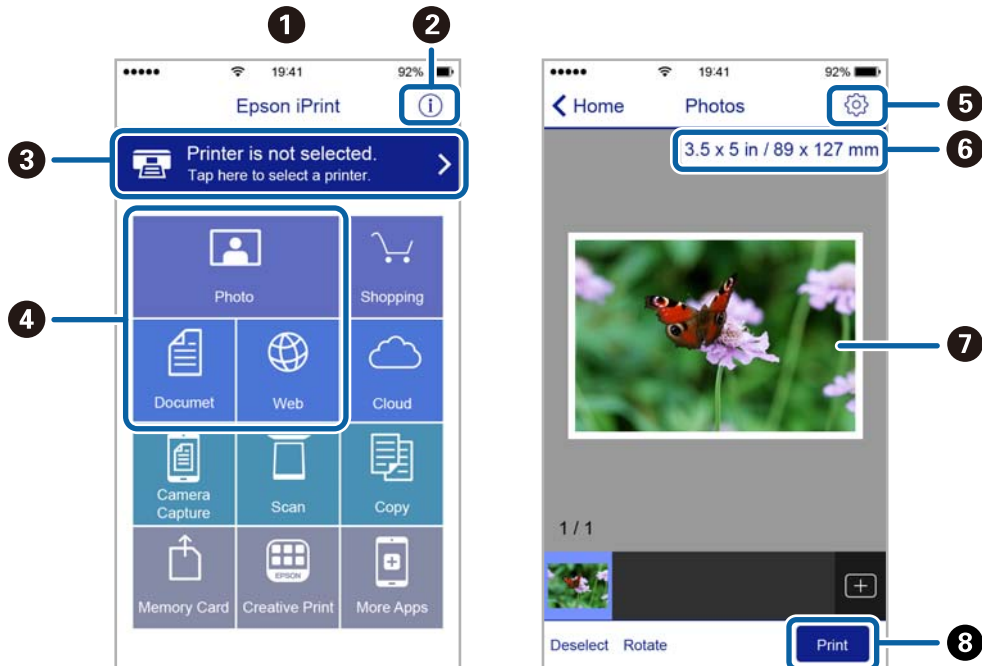 1
2
19:41
92%
Epson iPrint
i
3
Printer is not selected.
Tap here to select a printer.
4
Photo
Shopping
Documet
Web
Cloud
Camera
Capture
Scan
Copy
EPSON
Memory Card
Creative Print
More Apps
19:41
92%
Home
Photos
5
3.5 x 5 in / 89 x 127 mm
6
7
1 / 1
Deselect
Rotate
Print
8